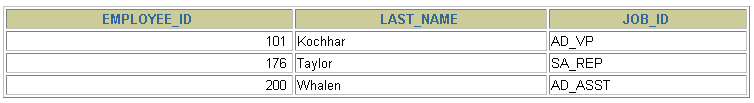 EMPLOYEE_ID LAST_NAME JOB_ID
101 Kochhar AD_VP
176 Taylor SA_REP
200 Whalen AD_ASST